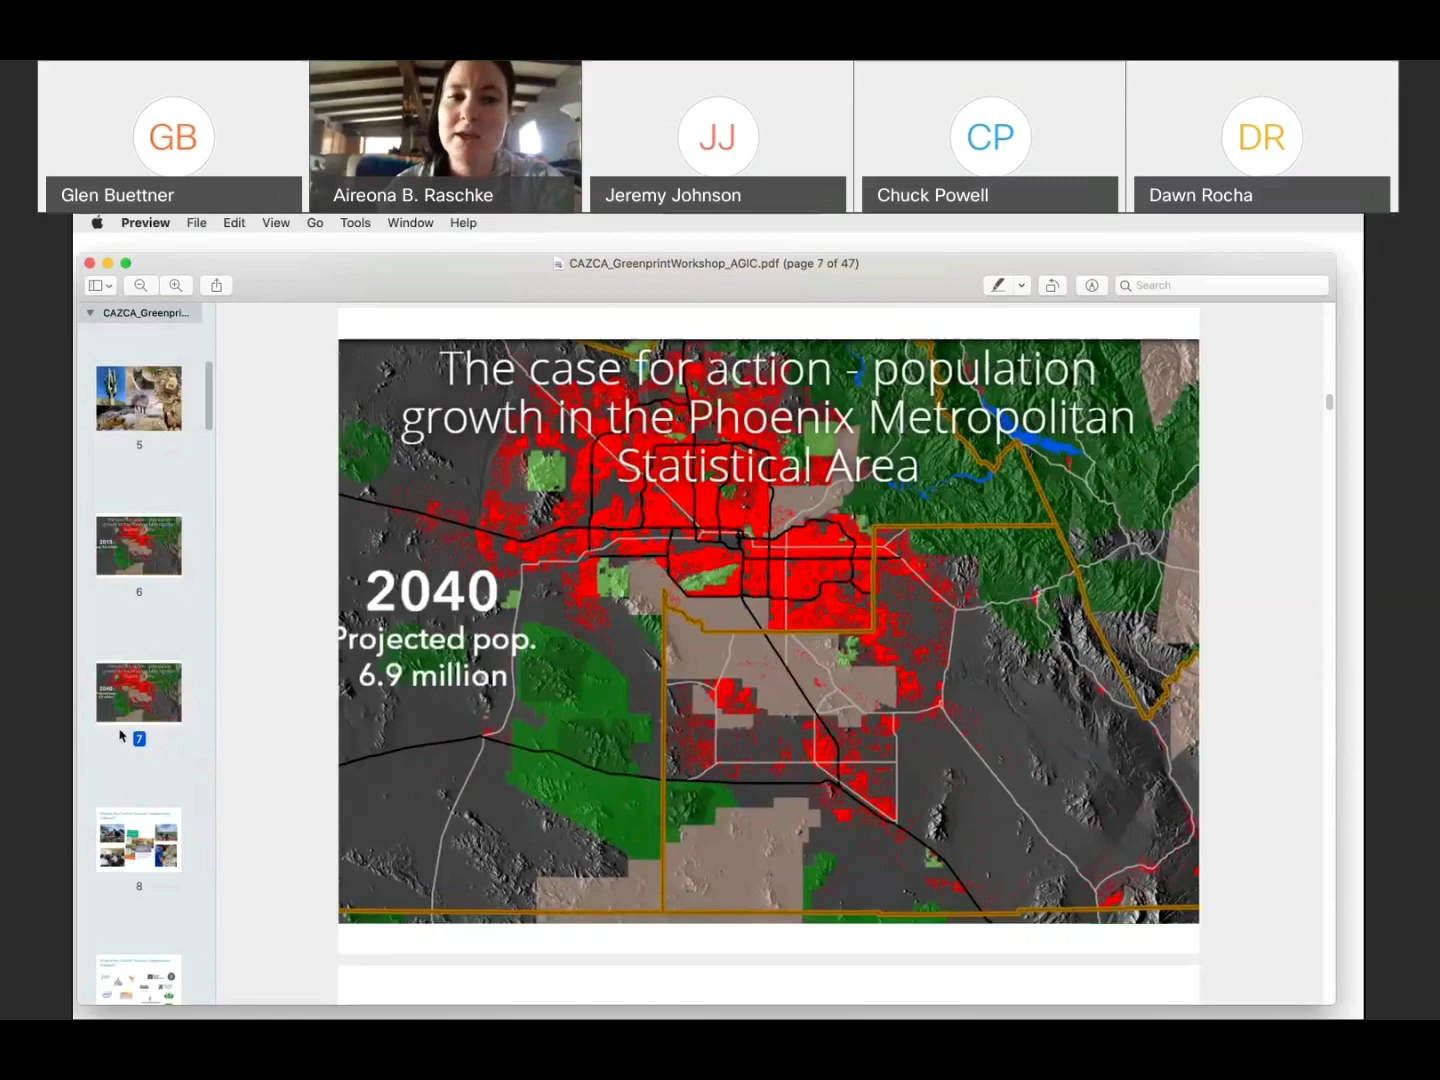 GB
JJ
CP
DR
Glen Buettner
Aireona B. Raschke
Jeremy Johnson
Chuck Powell
Dawn Rocha
Preview File Edit View Go Tools Window Help
CAZCA_GreenprintWorkshop_AGIC.pdf (page 7 of 47)
Search
CAZCA_Greenpri...
5
6
7
8
The case for action - population
growth in the Phoenix Metropolitan
Statistical Area
2040
Projected pop.
6.9 million